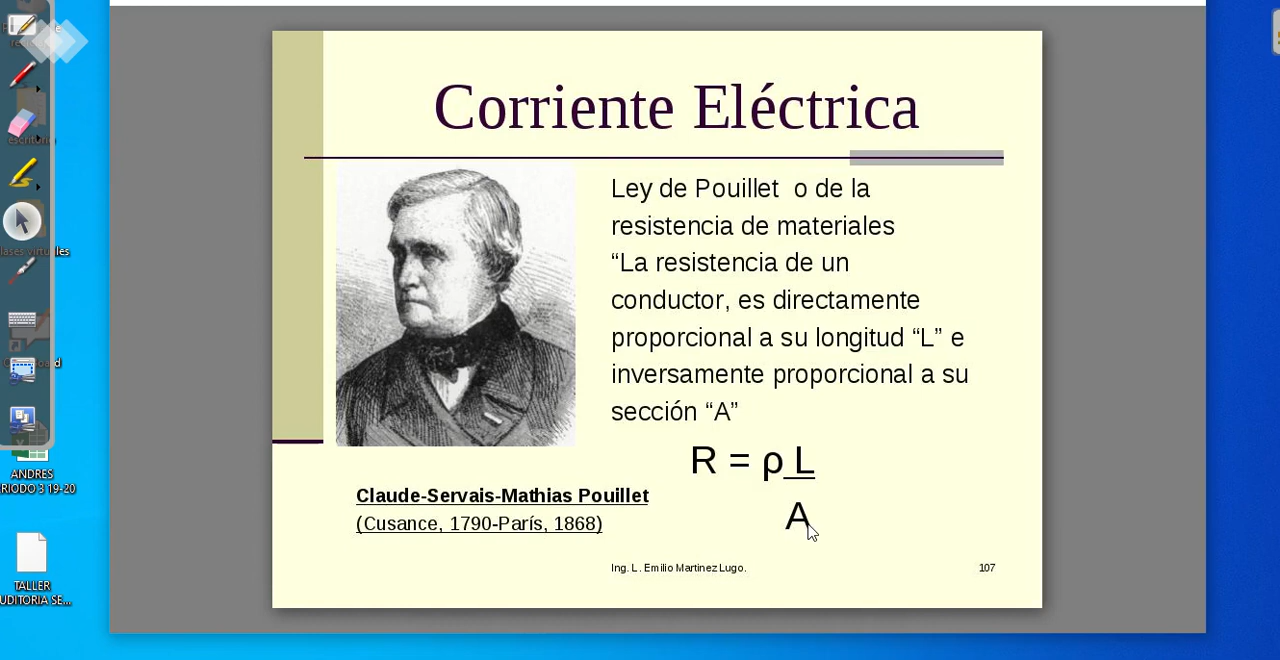 Corriente Eléctrica
Ley de Pouillet o de la
resistencia de materiales
“La resistencia de un
conductor, es directamente
proporcional a su longitud “L” e
inversamente proporcional a su
sección “A”
R = ρ L
A
Claude-Servais-Mathias Pouillet
(Cusance, 1790-París, 1868)
Ing. L . Emilio Martinez Lugo.
107
escritorio
ANDRES
RIODO 3 19-20
TALLER
UDITORIA SE...